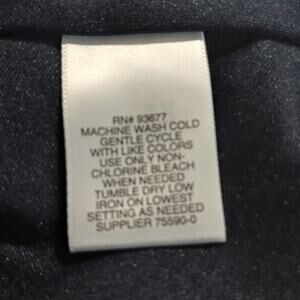 RN# 93677
MACHINE WASH COLD
GENTLE CYCLE
WITH LIKE COLORS
USE ONLY NON-
CHLORINE BLEACH
WHEN NEEDED
TUMBLE DRY LOW
IRON ON LOWEST
SETTING AS NEEDED
SUPPLIER 75590-0